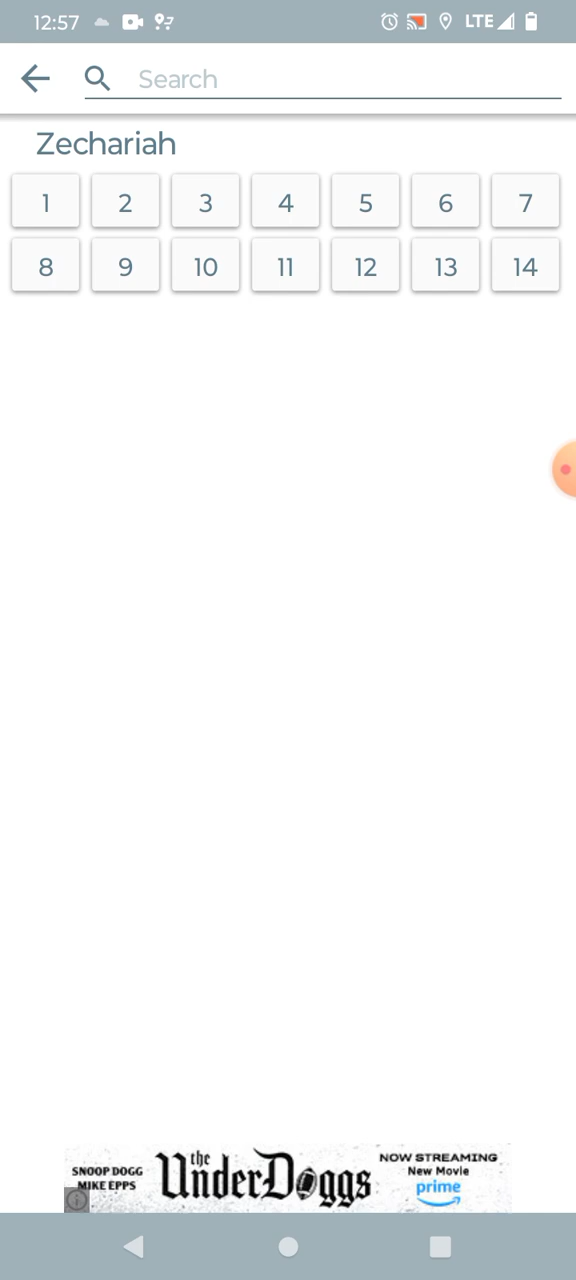 12:57 LTE
Search
Zechariah
1 2 3 4 5 6 7
8 9 10 11 12 13 14
SNOOP DOGG
MIKE EPPS
the
UnderDoggs
NOW STREAMING
New Movie
prime